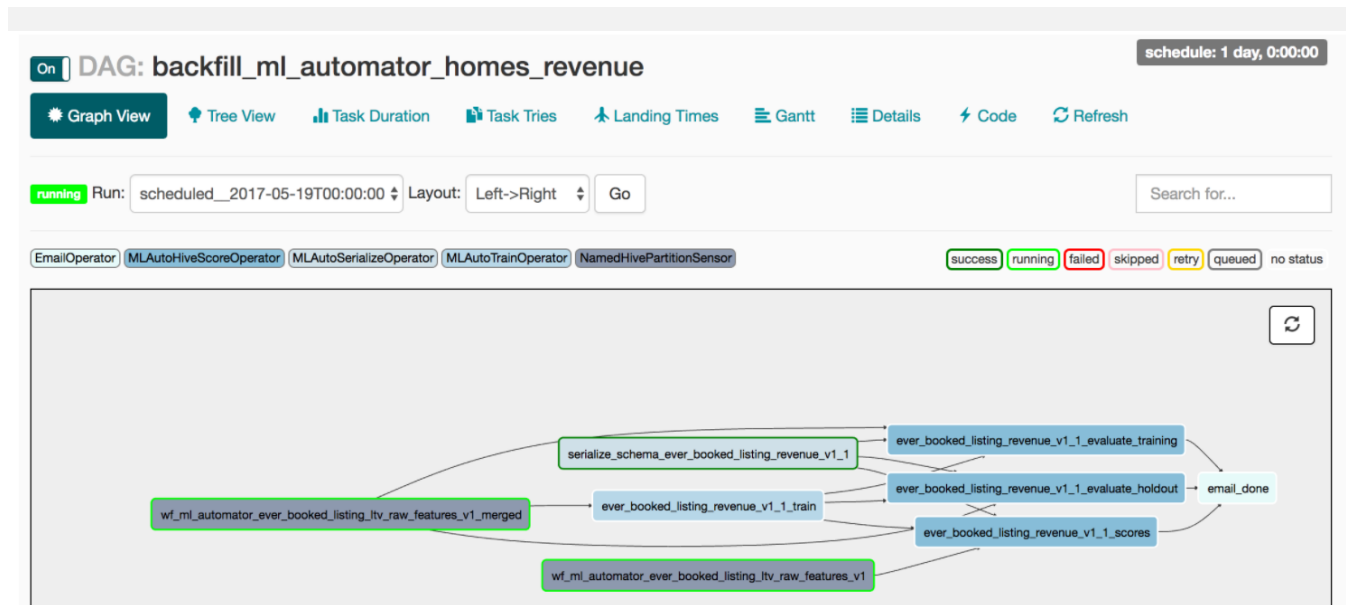 schedule: 1 day, 0:00:00
On DAG: backfill_ml_automator_homes_revenue
Graph View Tree View Task Duration Task Tries Landing Times Gantt Details Code Refresh
running Run: scheduled__2017-05-19T00:00:00 Layout: Left->Right Go Search for...
EmailOperator MLAutoHiveScoreOperator MLAutoSerializeOperator MLAutoTrainOperator NamedHivePartitionSensor success running failed skipped retry queued no status
ever_booked_listing_revenue_v1_1_evaluate_training
serialize_schema_ever_booked_listing_revenue_v1_1
ever_booked_listing_revenue_v1_1_evaluate_holdout email_done
wf_ml_automator_ever_booked_listing_ltv_raw_features_v1_merged ever_booked_listing_revenue_v1_1_train
ever_booked_listing_revenue_v1_1_scores
wf_ml_automator_ever_booked_listing_ltv_raw_features_v1